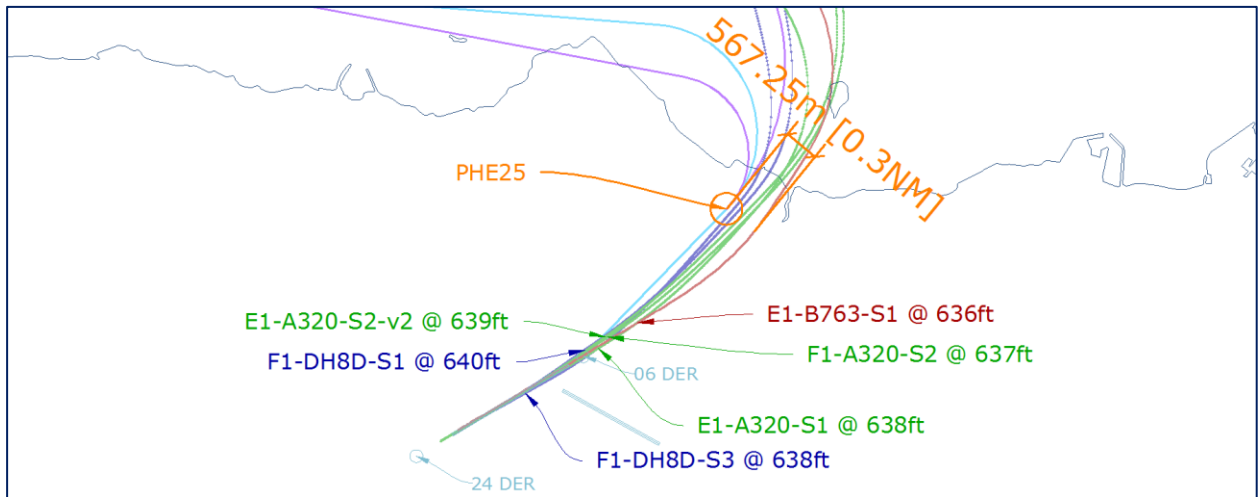 567.25m [0.3NM]
PHE25
E1-A320-S2-v2 @ 639ft
E1-B763-S1 @ 636ft
F1-DH8D-S1 @ 640ft
F1-A320-S2 @ 637ft
06 DER
E1-A320-S1 @ 638ft
F1-DH8D-S3 @ 638ft
24 DER